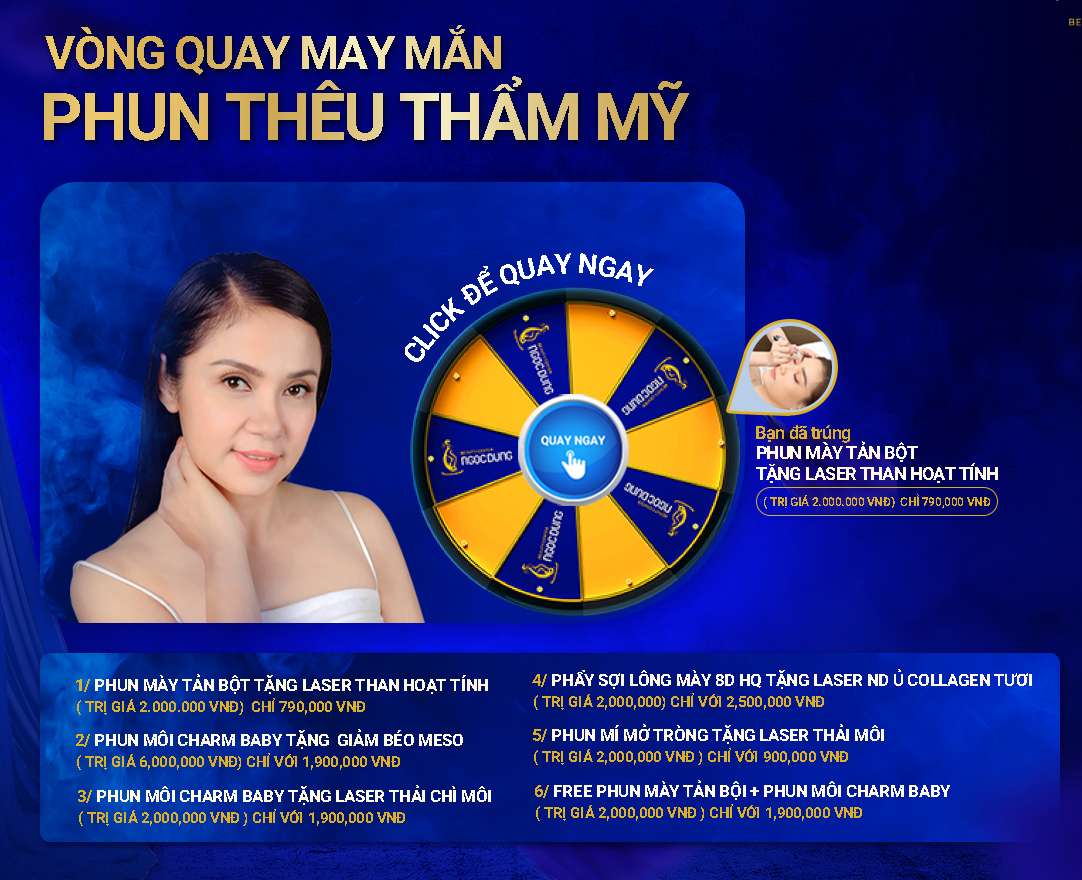 BE
VÒNG QUAY MAY MẮN
PHUN THÊU THẨM MỸ
CLICK ĐỂ QUAY NGAY
NGOCDUNG
NGOCDUNG
NGOCDUNG
NGOCDUNG
NGOCDUNG
QUAY NGAY
Bạn đã trúng
PHUN MÀY TẢN BỘT
TẶNG LASER THAN HOẠT TÍNH
( TRỊ GIÁ 2.000.000 VNĐ) CHỈ 790,000 VNĐ
1/ PHUN MÀY TẢN BỘT TẶNG LASER THAN HOẠT TÍNH
( TRỊ GIÁ 2.000.000 VNĐ) CHỈ 790,000 VNĐ
2/ PHUN MÔI CHARM BABY TẶNG GIẢM BÉO MESO
( TRỊ GIÁ 6,000,000 VNĐ) CHỈ VỚI 1,900,000 VNĐ
3/ PHUN MÔI CHARM BABY TẶNG LASER THẢI CHÌ MÔI
( TRỊ GIÁ 2,000,000 VNĐ ) CHỈ VỚI 1,900,000 VNĐ
4/ PHẨY SỢI LÔNG MÀY 8D HQ TẶNG LASER ND Ủ COLLAGEN TƯƠI
( TRỊ GIÁ 2,000,000) CHỈ VỚI 2,500,000 VNĐ
5/ PHUN MÍ MỞ TRÒNG TẶNG LASER THẢI MÔI
( TRỊ GIÁ 2,000,000 VNĐ ) CHỈ VỚI 900,000 VNĐ
6/ FREE PHUN MÀY TẢN BỘI + PHUN MÔI CHARM BABY
( TRỊ GIÁ 2,000,000 VNĐ ) CHỈ VỚI 1,900,000 VNĐ